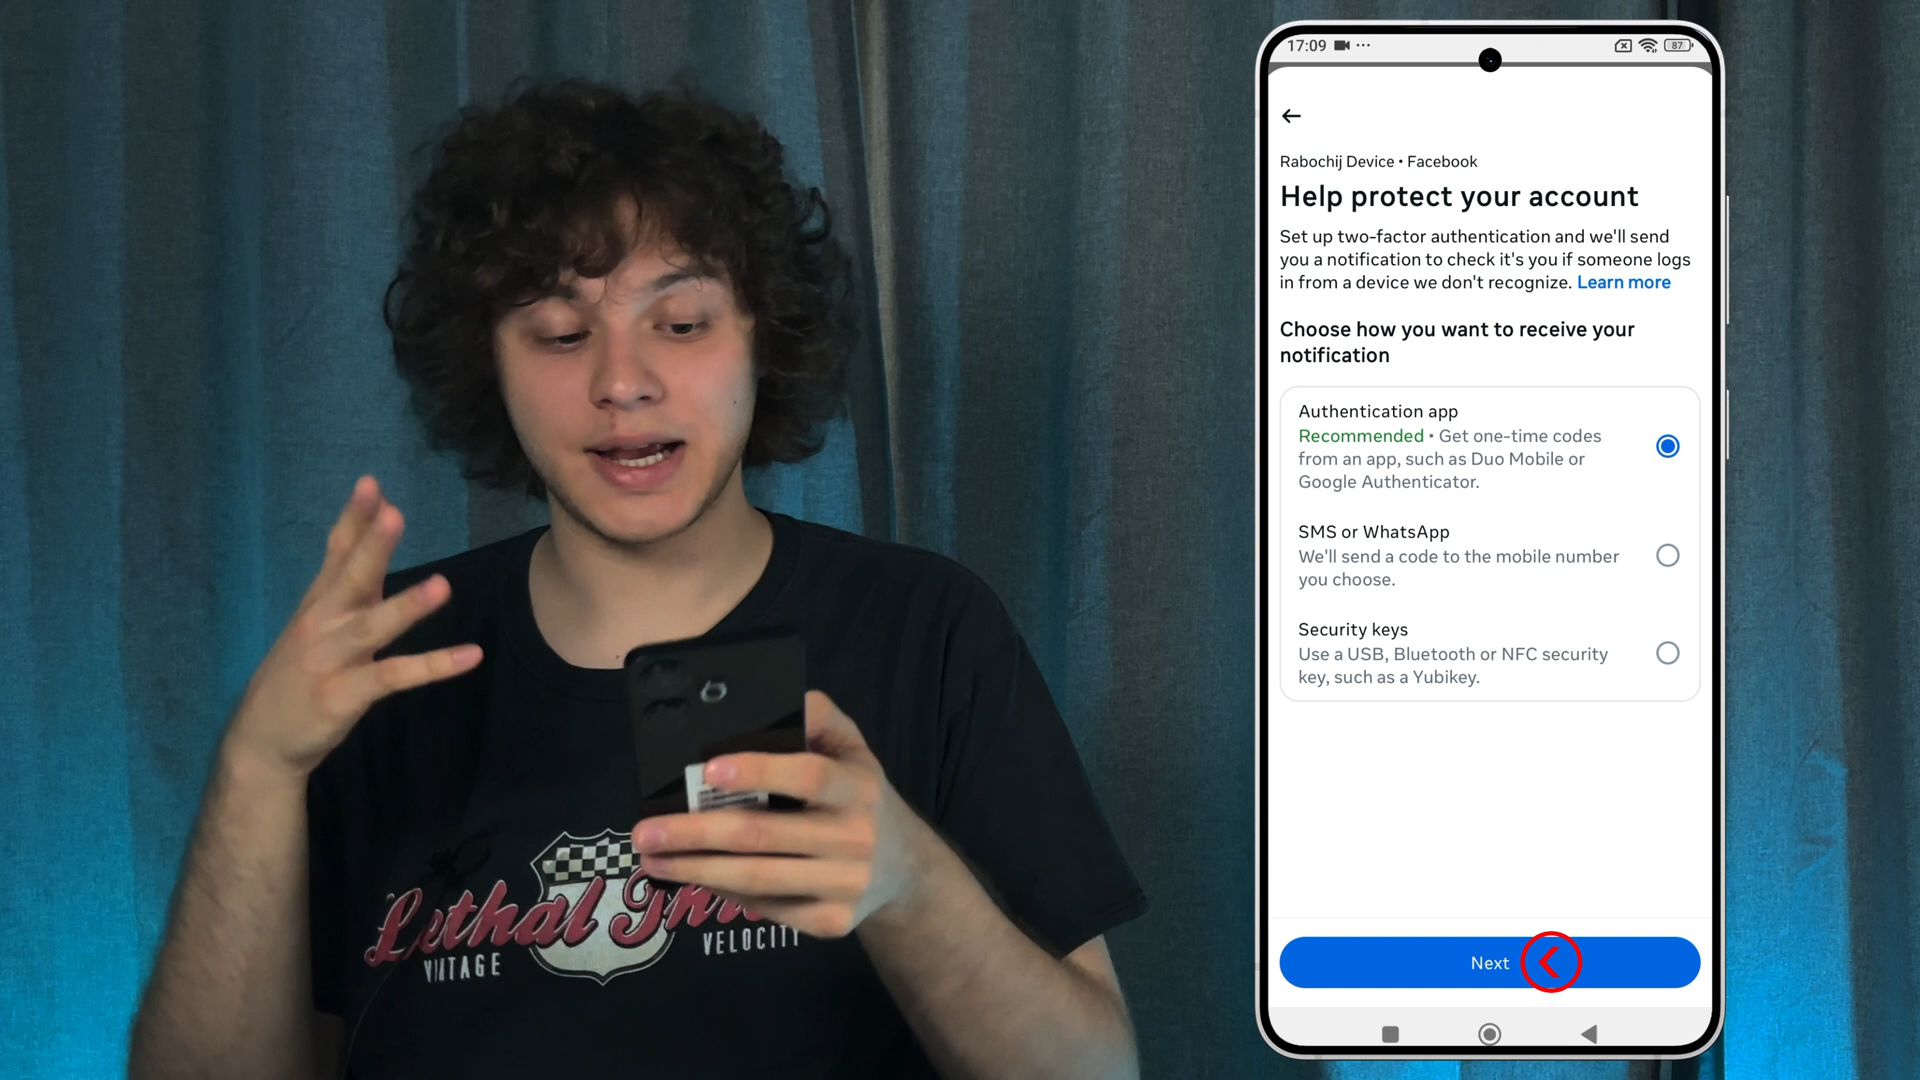 17:09
87
Rabochij Device • Facebook
Help protect your account
Set up two-factor authentication and we'll send
you a notification to check it's you if someone logs
in from a device we don't recognize. Learn more
Choose how you want to receive your
notification
Authentication app
Recommended • Get one-time codes
from an app, such as Duo Mobile or
Google Authenticator.
SMS or WhatsApp
We'll send a code to the mobile number
you choose.
Security keys
Use a USB, Bluetooth or NFC security
key, such as a Yubikey.
Next
Lethal
VINTAGE
VELOCITY